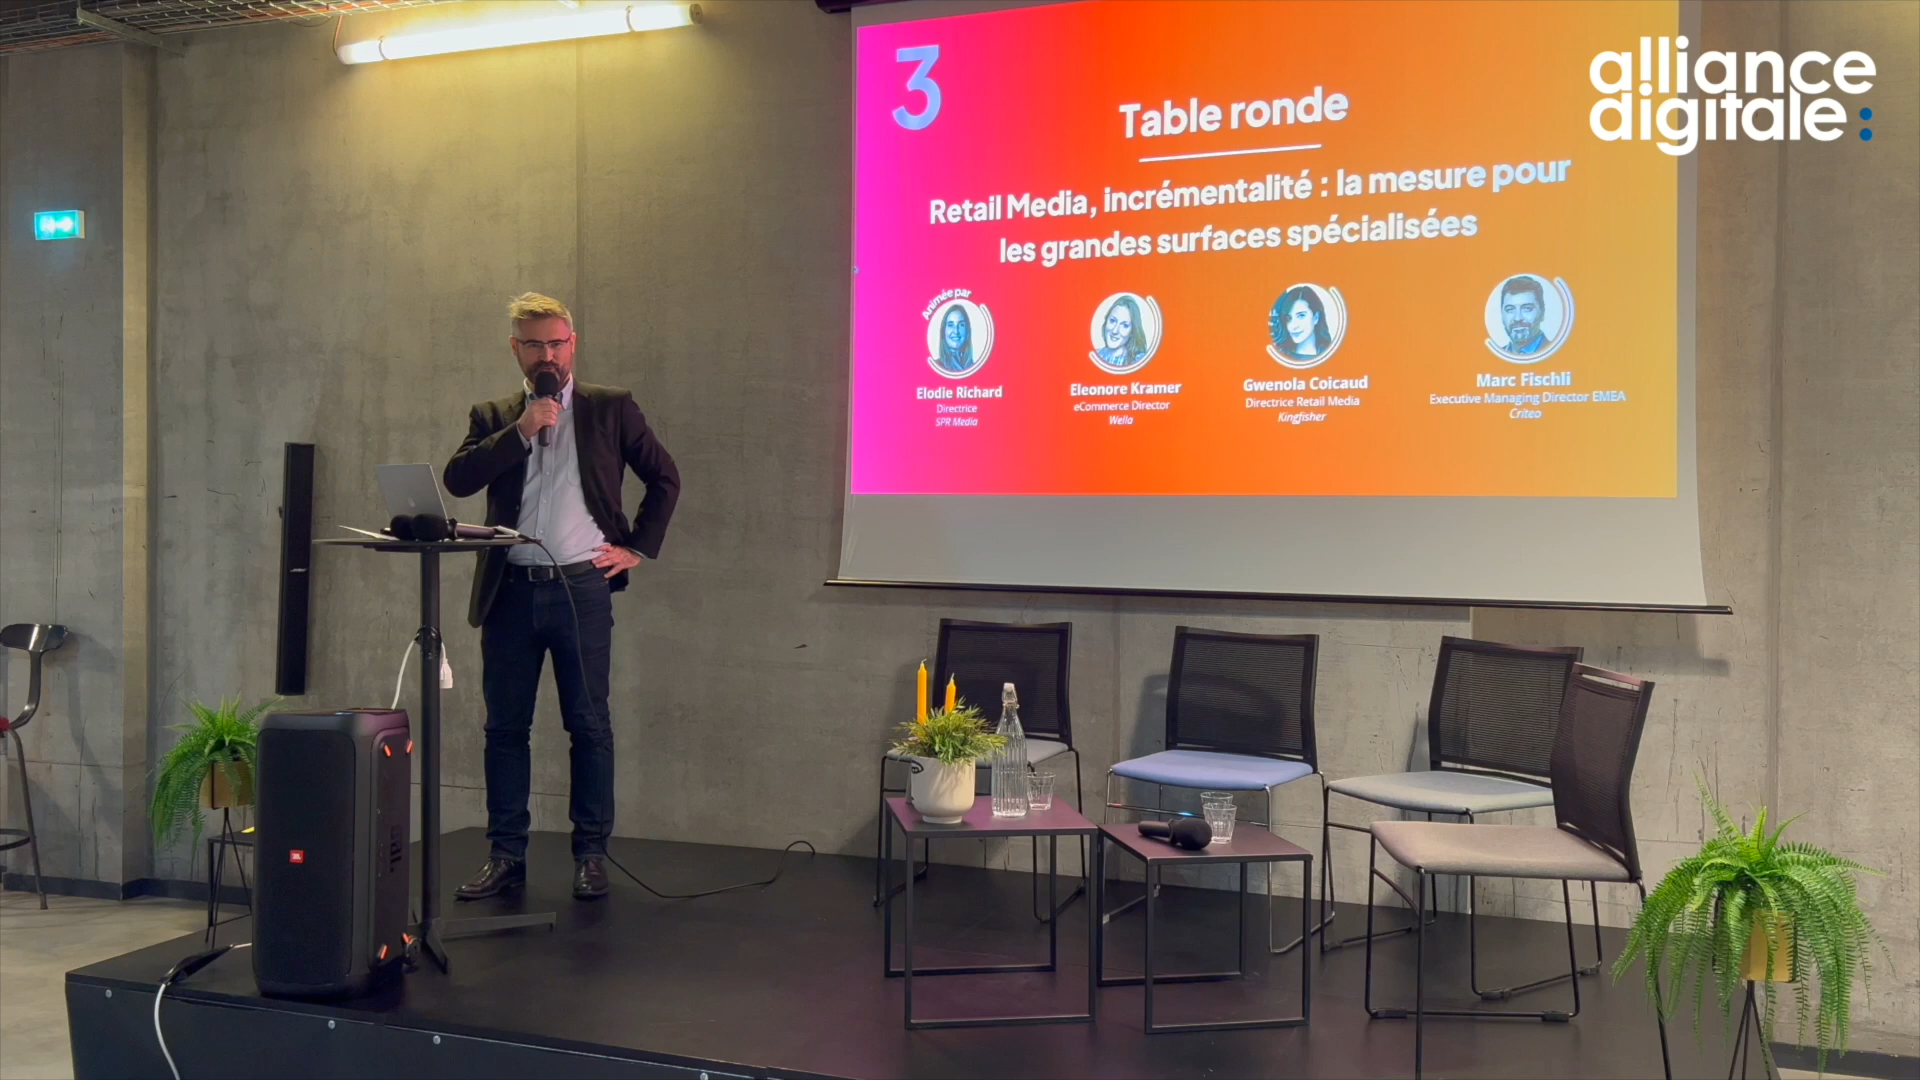 3
Table ronde
Retail Media, incrémentalité : la mesure pour
les grandes surfaces spécialisées
Animée par
Elodie Richard
Directrice
SPR Media
Eleonore Kramer
eCommerce Director
Wella
Gwenola Coicaud
Directrice Retail Media
Kingfisher
Marc Fischli
Executive Managing Director EMEA
Criteo
alliance
digitale:
JBL